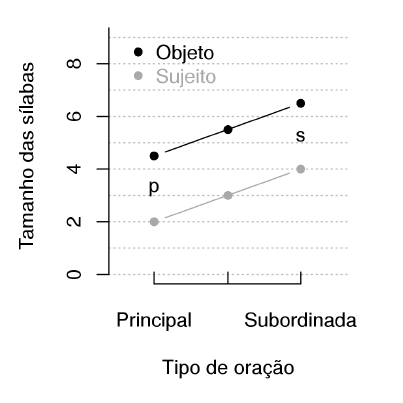 Objeto
Sujeito
8
6
4
2
0
Tamanho das sílabas
s
p
Principal Subordinada
Tipo de oração